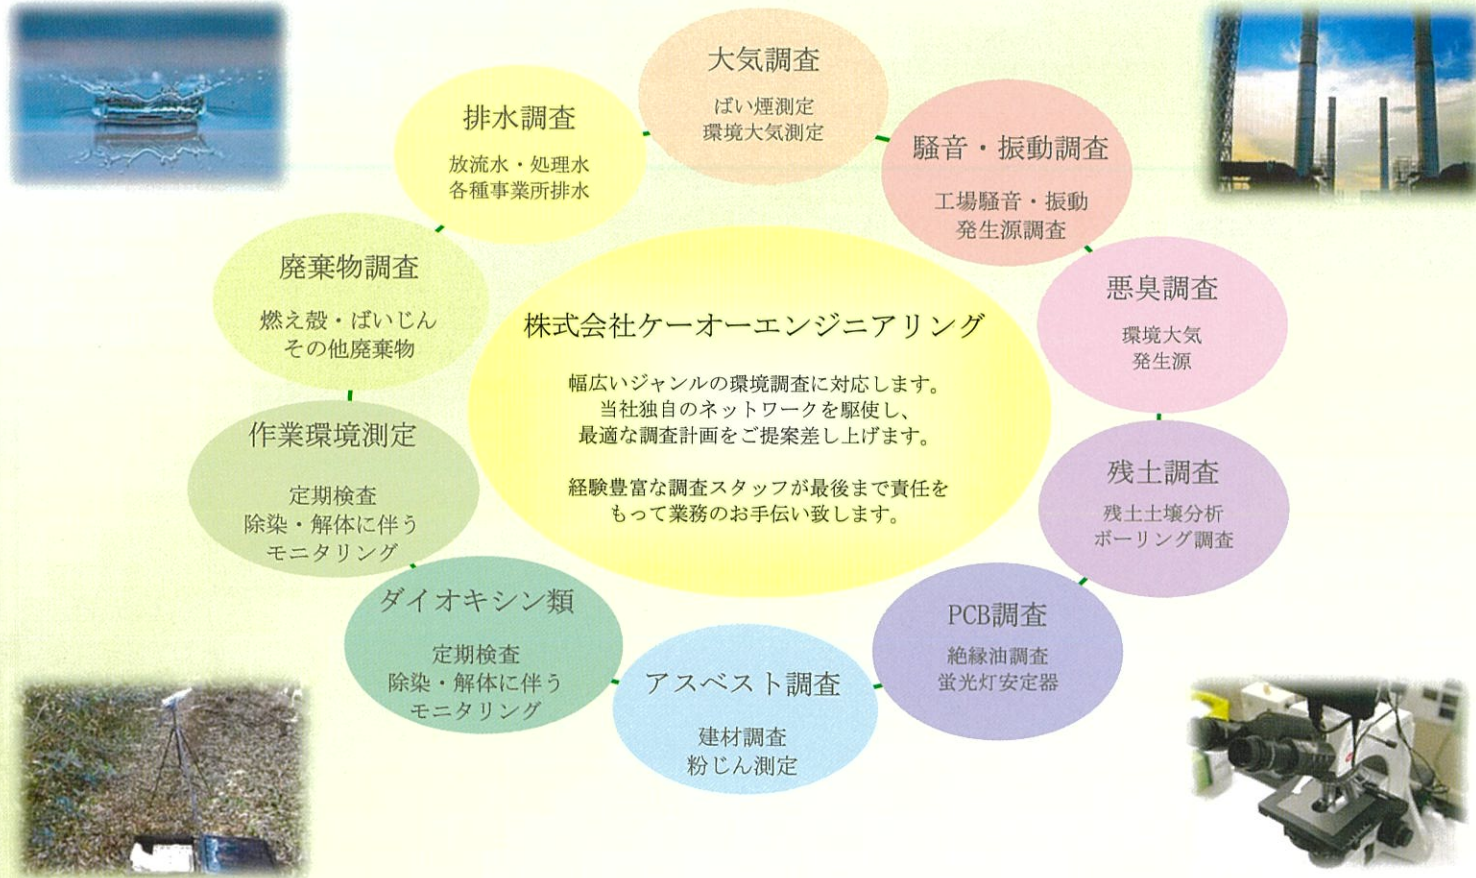 大気調査
ばい煙測定
環境大気測定
騒音・振動調査
工場騒音・振動
発生源調査
悪臭調査
環境大気
発生源
残土調査
残土土壌分析
ボーリング調査
PCB調査
絶縁油調査
蛍光灯安定器
アスベスト調査
建材調査
粉じん測定
ダイオキシン類
定期検査
除染・解体に伴う
モニタリング
作業環境測定
定期検査
除染・解体に伴う
モニタリング
廃棄物調査
燃え殻・ばいじん
その他廃棄物
排水調査
放流水・処理水
各種事業所排水
株式会社ケーオーエンジニアリング
幅広いジャンルの環境調査に対応します。
当社独自のネットワークを駆使し、
最適な調査計画をご提案差し上げます。
経験豊富な調査スタッフが最後まで責任を
もって業務のお手伝い致します。